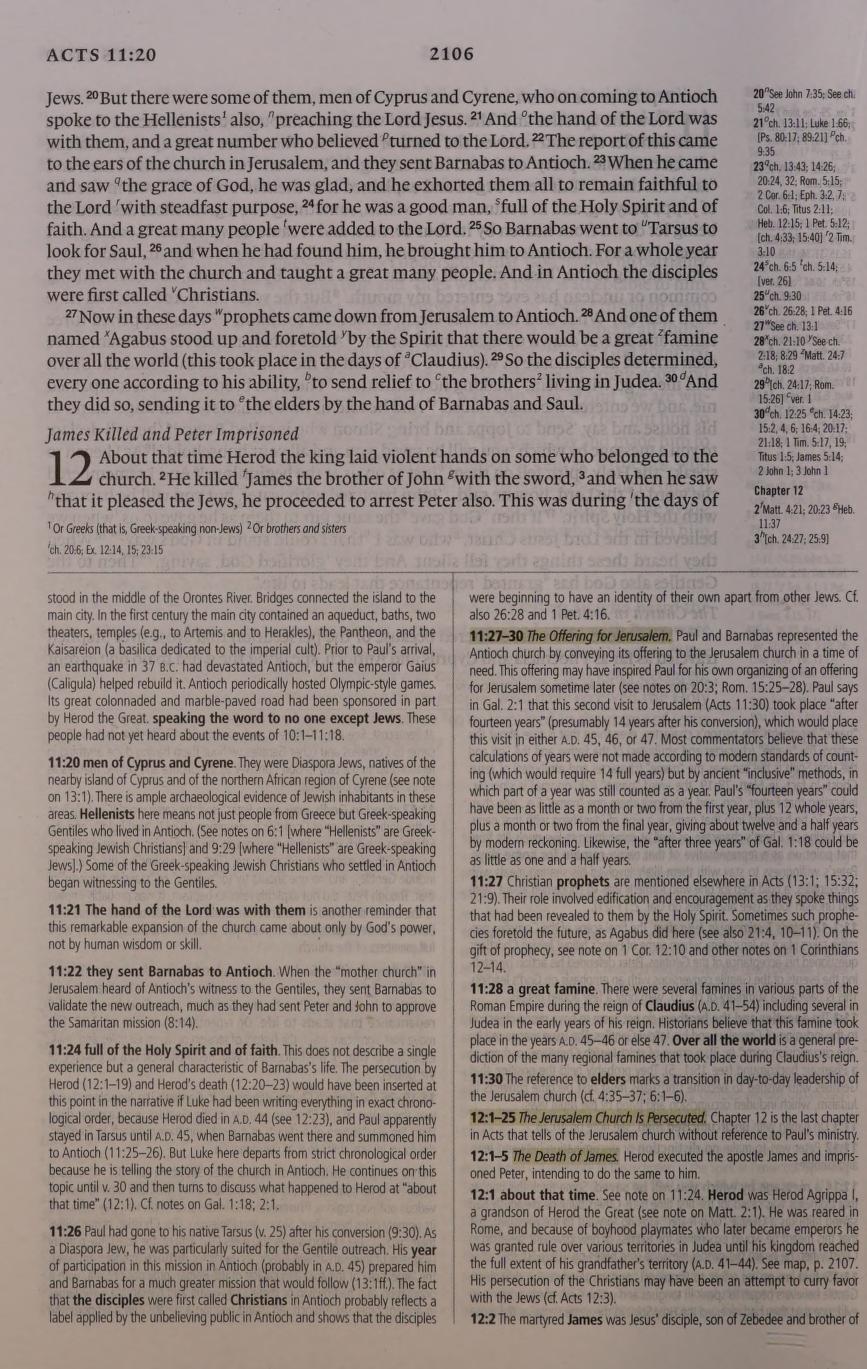 ACTS 11:20
2106
Jews. 20But there were some of them, men of Cyprus and Cyrene, who on coming to Antioch
spoke to the Hellenists1 also, npreaching the Lord Jesus. 21And othe hand of the Lord was
with them, and a great number who believed pturned to the Lord. 22The report of this came
to the ears of the church in Jerusalem, and they sent Barnabas to Antioch. 23When he came
and saw qthe grace of God, he was glad, and he exhorted them all to remain faithful to
the Lord rwith steadfast purpose, 24for he was a good man, sfull of the Holy Spirit and of
faith. And a great many people twere added to the Lord. 25So Barnabas went to uTarsus to
look for Saul, 26and when he had found him, he brought him to Antioch. For a whole year
they met with the church and taught a great many people. And in Antioch the disciples
were first called vChristians.
27Now in these days wprophets came down from Jerusalem to Antioch. 28And one of them
named xAgabus stood up and foretold yby the Spirit that there would be a great zfamine
over all the world (this took place in the days of aClaudius). 29So the disciples determined,
every one according to his ability, bto send relief to cthe brothers2 living in Judea. 30dAnd
they did so, sending it to ethe elders by the hand of Barnabas and Saul.
James Killed and Peter Imprisoned
12 About that time Herod the king laid violent hands on some who belonged to the
church. 2He killed fJames the brother of John gwith the sword, 3and when he saw
hthat it pleased the Jews, he proceeded to arrest Peter also. This was during ithe days of
1 Or Greeks (that is, Greek-speaking non-Jews) 2 Or brothers and sisters
ich. 20:6; Ex. 12:14, 15; 23:15
20nSee John 7:35; See ch.
5:42
21och. 13:11; Luke 1:66;
[Ps. 80:17; 89:21] pch.
9:35
23qch. 13:43; 14:26;
20:24, 32; Rom. 5:15;
2 Cor. 6:1; Eph. 3:2, 7;
Col. 1:6; Titus 2:11;
Heb. 12:15; 1 Pet. 5:12;
[ch. 4:33; 15:40] r2 Tim.
3:10
24sch. 6:5 tch. 5:14;
[ver. 26]
25uch. 9:30
26vch. 26:28; 1 Pet. 4:16
27wSee ch. 13:1
28xch. 21:10 ySee ch.
2:18; 8:29 zMatt. 24:7
ach. 18:2
29b[ch. 24:17; Rom.
15:26] cver. 1
30dch. 12:25 ech. 14:23;
15:2, 4, 6; 16:4; 20:17;
21:18; 1 Tim. 5:17, 19;
Titus 1:5; James 5:14;
2 John 1; 3 John 1
Chapter 12
2fMatt. 4:21; 20:23 gHeb.
11:37
3h[ch. 24:27; 25:9]
stood in the middle of the Orontes River. Bridges connected the island to the
main city. In the first century the main city contained an aqueduct, baths, two
theaters, temples (e.g., to Artemis and to Herakles), the Pantheon, and the
Kaisareion (a basilica dedicated to the imperial cult). Prior to Paul's arrival,
an earthquake in 37 B.C. had devastated Antioch, but the emperor Gaius
(Caligula) helped rebuild it. Antioch periodically hosted Olympic-style games.
Its great colonnaded and marble-paved road had been sponsored in part
by Herod the Great. speaking the word to no one except Jews. These
people had not yet heard about the events of 10:1–11:18.
11:20 men of Cyprus and Cyrene. They were Diaspora Jews, natives of the
nearby island of Cyprus and of the northern African region of Cyrene (see note
on 13:1). There is ample archaeological evidence of Jewish inhabitants in these
areas. Hellenists here means not just people from Greece but Greek-speaking
Gentiles who lived in Antioch. (See notes on 6:1 [where "Hellenists" are Greek-
speaking Jewish Christians] and 9:29 [where "Hellenists" are Greek-speaking
Jews].) Some of the Greek-speaking Jewish Christians who settled in Antioch
began witnessing to the Gentiles.
11:21 The hand of the Lord was with them is another reminder that
this remarkable expansion of the church came about only by God's power,
not by human wisdom or skill.
11:22 they sent Barnabas to Antioch. When the "mother church" in
Jerusalem heard of Antioch's witness to the Gentiles, they sent Barnabas to
validate the new outreach, much as they had sent Peter and John to approve
the Samaritan mission (8:14).
11:24 full of the Holy Spirit and of faith. This does not describe a single
experience but a general characteristic of Barnabas's life. The persecution by
Herod (12:1–19) and Herod's death (12:20–23) would have been inserted at
this point in the narrative if Luke had been writing everything in exact chrono-
logical order, because Herod died in A.D. 44 (see 12:23), and Paul apparently
stayed in Tarsus until A.D. 45, when Barnabas went there and summoned him
to Antioch (11:25–26). But Luke here departs from strict chronological order
because he is telling the story of the church in Antioch. He continues on this
topic until v. 30 and then turns to discuss what happened to Herod at "about
that time" (12:1). Cf. notes on Gal. 1:18; 2:1.
11:26 Paul had gone to his native Tarsus (v. 25) after his conversion (9:30). As
a Diaspora Jew, he was particularly suited for the Gentile outreach. His year
of participation in this mission in Antioch (probably in A.D. 45) prepared him
and Barnabas for a much greater mission that would follow (13:1ff.). The fact
that the disciples were first called Christians in Antioch probably reflects a
label applied by the unbelieving public in Antioch and shows that the disciples
were beginning to have an identity of their own apart from other Jews. Cf.
also 26:28 and 1 Pet. 4:16.
11:27–30 The Offering for Jerusalem. Paul and Barnabas represented the
Antioch church by conveying its offering to the Jerusalem church in a time of
need. This offering may have inspired Paul for his own organizing of an offering
for Jerusalem sometime later (see notes on 20:3; Rom. 15:25–28). Paul says
in Gal. 2:1 that this second visit to Jerusalem (Acts 11:30) took place "after
fourteen years" (presumably 14 years after his conversion), which would place
this visit in either A.D. 45, 46, or 47. Most commentators believe that these
calculations of years were not made according to modern standards of count-
ing (which would require 14 full years) but by ancient "inclusive" methods, in
which part of a year was still counted as a year. Paul's "fourteen years" could
have been as little as a month or two from the first year, plus 12 whole years,
plus a month or two from the final year, giving about twelve and a half years
by modern reckoning. Likewise, the "after three years" of Gal. 1:18 could be
as little as one and a half years.
11:27 Christian prophets are mentioned elsewhere in Acts (13:1; 15:32;
21:9). Their role involved edification and encouragement as they spoke things
that had been revealed to them by the Holy Spirit. Sometimes such prophe-
cies foretold the future, as Agabus did here (see also 21:4, 10–11). On the
gift of prophecy, see note on 1 Cor. 12:10 and other notes on 1 Corinthians
12–14.
11:28 a great famine. There were several famines in various parts of the
Roman Empire during the reign of Claudius (A.D. 41–54) including several in
Judea in the early years of his reign. Historians believe that this famine took
place in the years A.D. 45–46 or else 47. Over all the world is a general pre-
diction of the many regional famines that took place during Claudius's reign.
11:30 The reference to elders marks a transition in day-to-day leadership of
the Jerusalem church (cf. 4:35–37; 6:1–6).
12:1–25 The Jerusalem Church Is Persecuted. Chapter 12 is the last chapter
in Acts that tells of the Jerusalem church without reference to Paul's ministry.
12:1–5 The Death of James. Herod executed the apostle James and impris-
oned Peter, intending to do the same to him.
12:1 about that time. See note on 11:24. Herod was Herod Agrippa I,
a grandson of Herod the Great (see note on Matt. 2:1). He was reared in
Rome, and because of boyhood playmates who later became emperors he
was granted rule over various territories in Judea until his kingdom reached
the full extent of his grandfather's territory (A.D. 41–44). See map, p. 2107.
His persecution of the Christians may have been an attempt to curry favor
with the Jews (cf. Acts 12:3).
12:2 The martyred James was Jesus' disciple, son of Zebedee and brother of